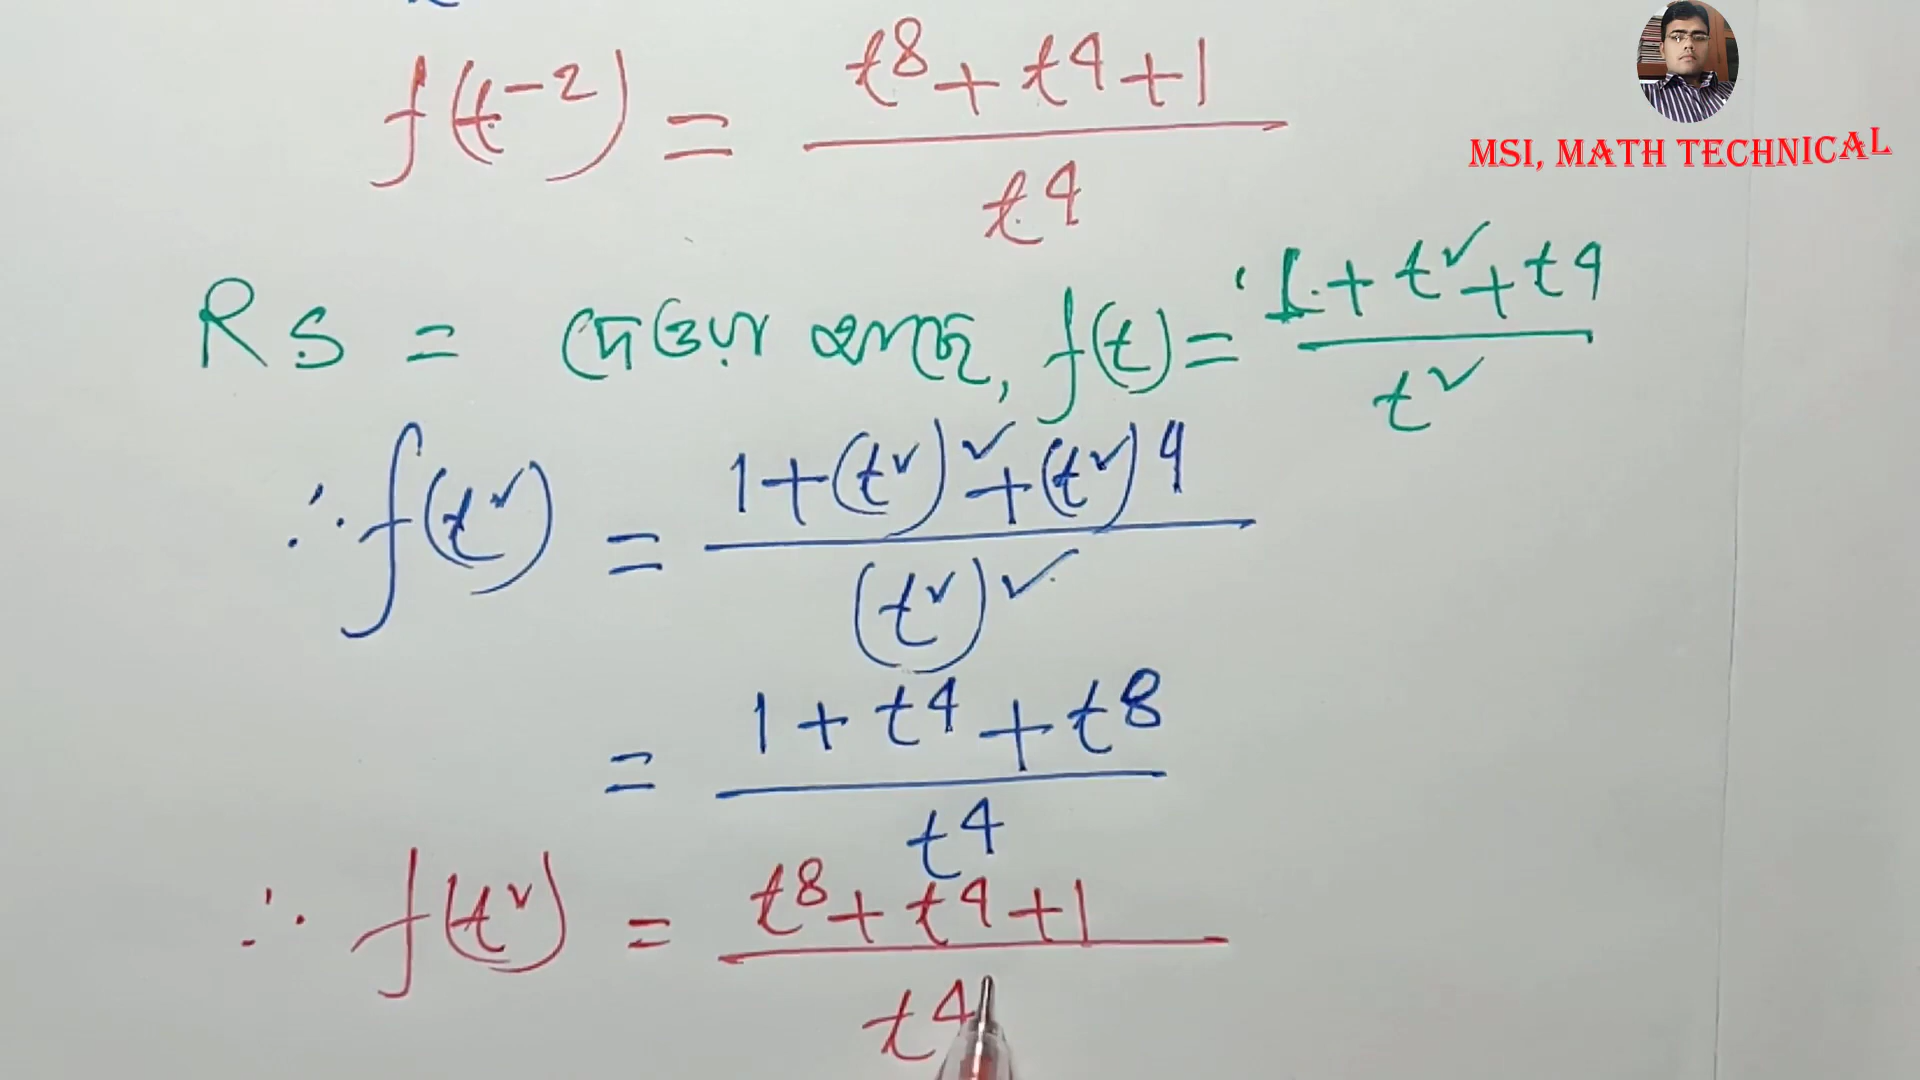 f(t⁻²) = (t⁸ + t⁴ + 1) / t⁴
MSI, MATH TECHNICAL
RS = দেওয়া আছে, f(t) = (1 + t² + t⁴) / t²
∴ f(t²) = (1 + (t²)² + (t²)⁴) / (t²)²
= (1 + t⁴ + t⁸) / t⁴
∴ f(t²) = (t⁸ + t⁴ + 1) / t⁴